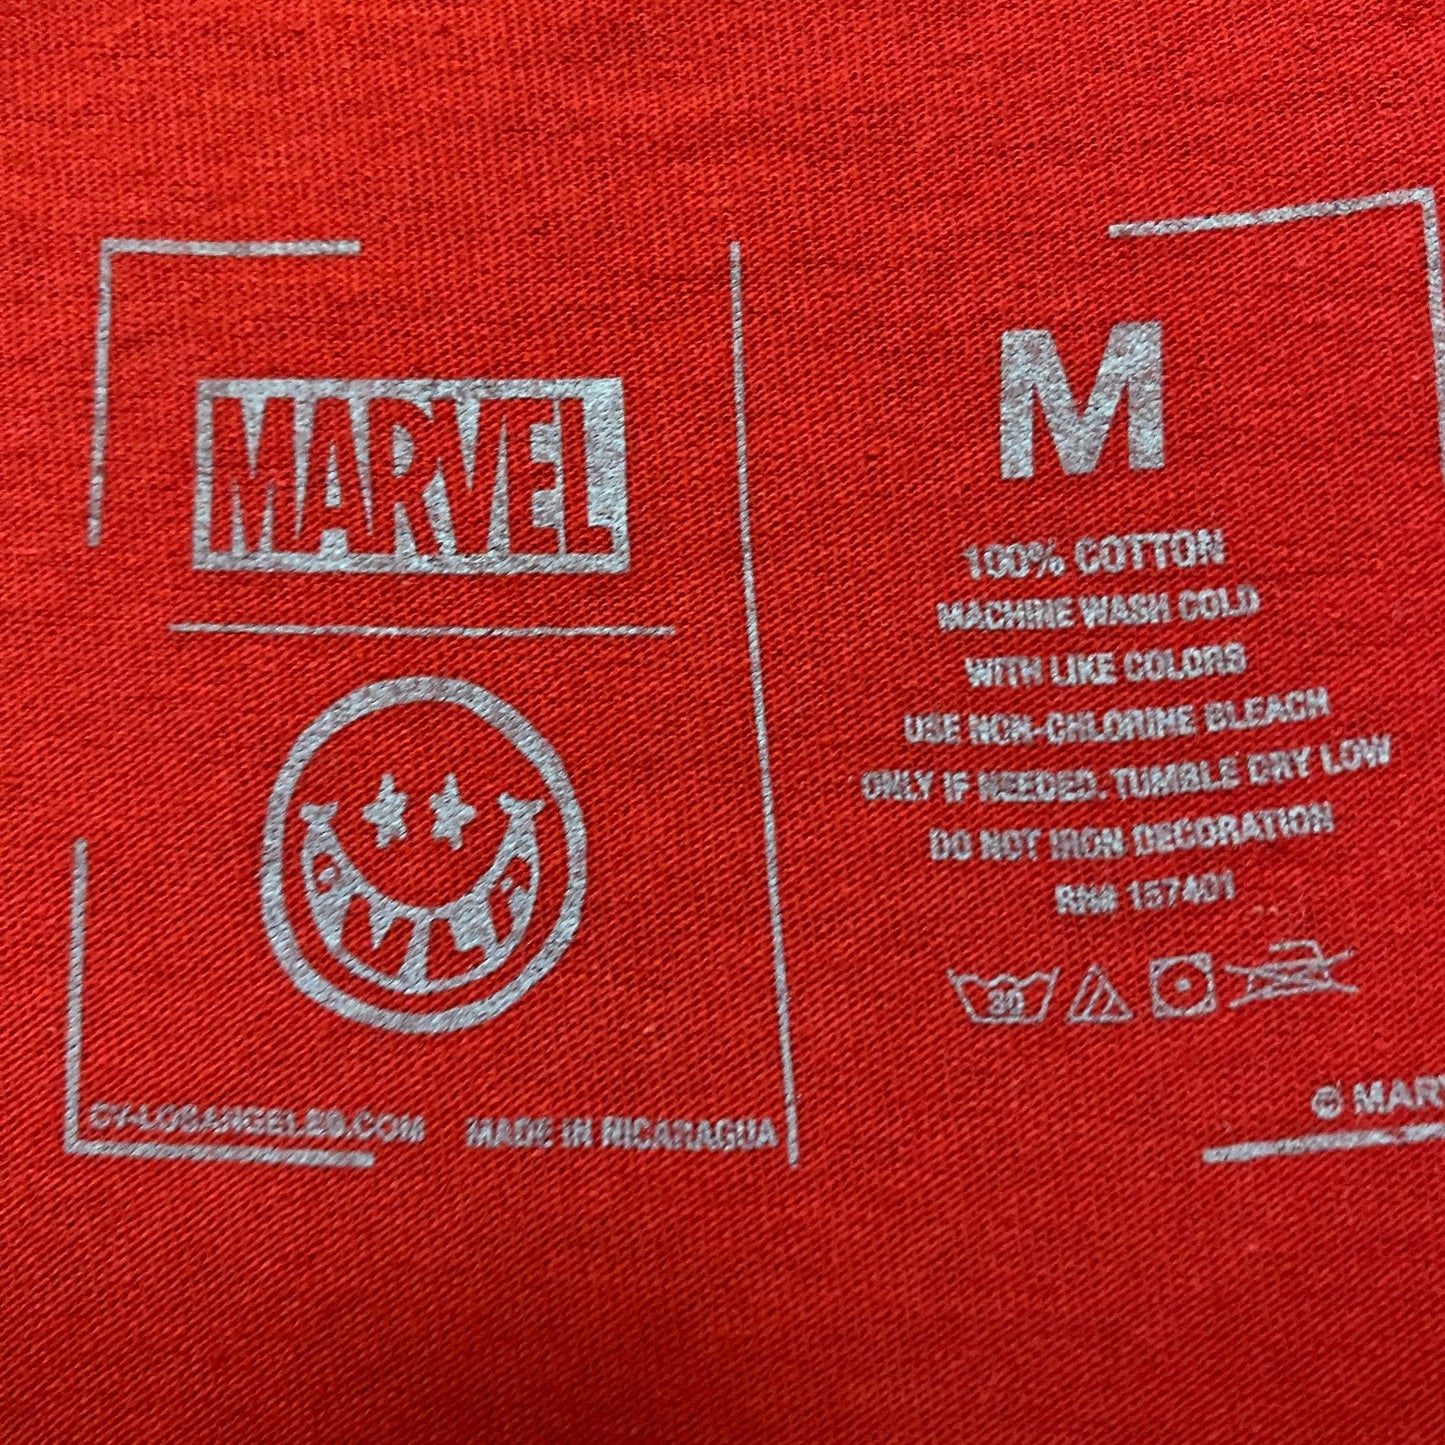 MARVEL
CY-LOSANGELES.COM
MADE IN NICARAGUA
M
100% COTTON
MACHINE WASH COLD
WITH LIKE COLORS
USE NON-CHLORINE BLEACH
ONLY IF NEEDED. TUMBLE DRY LOW
DO NOT IRON DECORATION
RN# 157401
30
© MARV